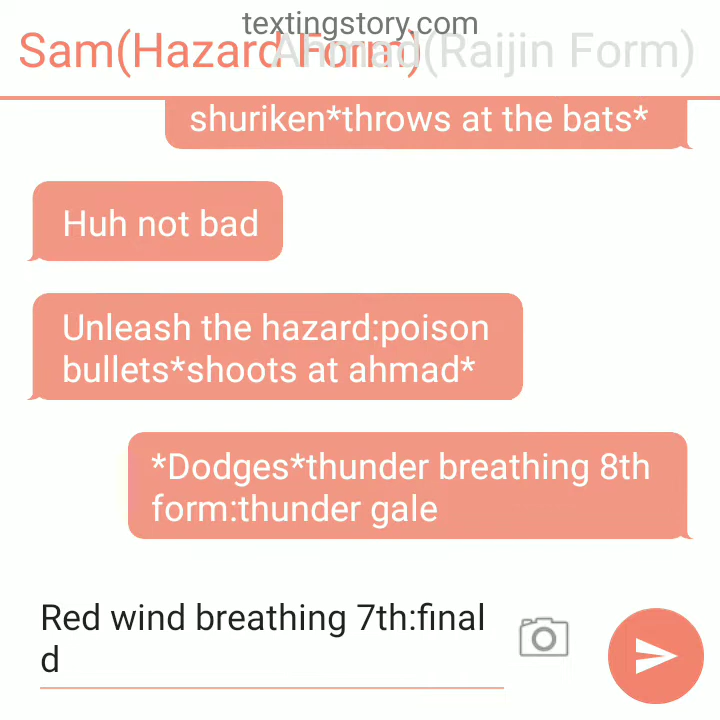 textingstory.com
Sam(Hazard Form)
Ahmad(Raijin Form)
shuriken*throws at the bats*
Huh not bad
Unleash the hazard:poison
bullets*shoots at ahmad*
*Dodges*thunder breathing 8th
form:thunder gale
Red wind breathing 7th:final
d